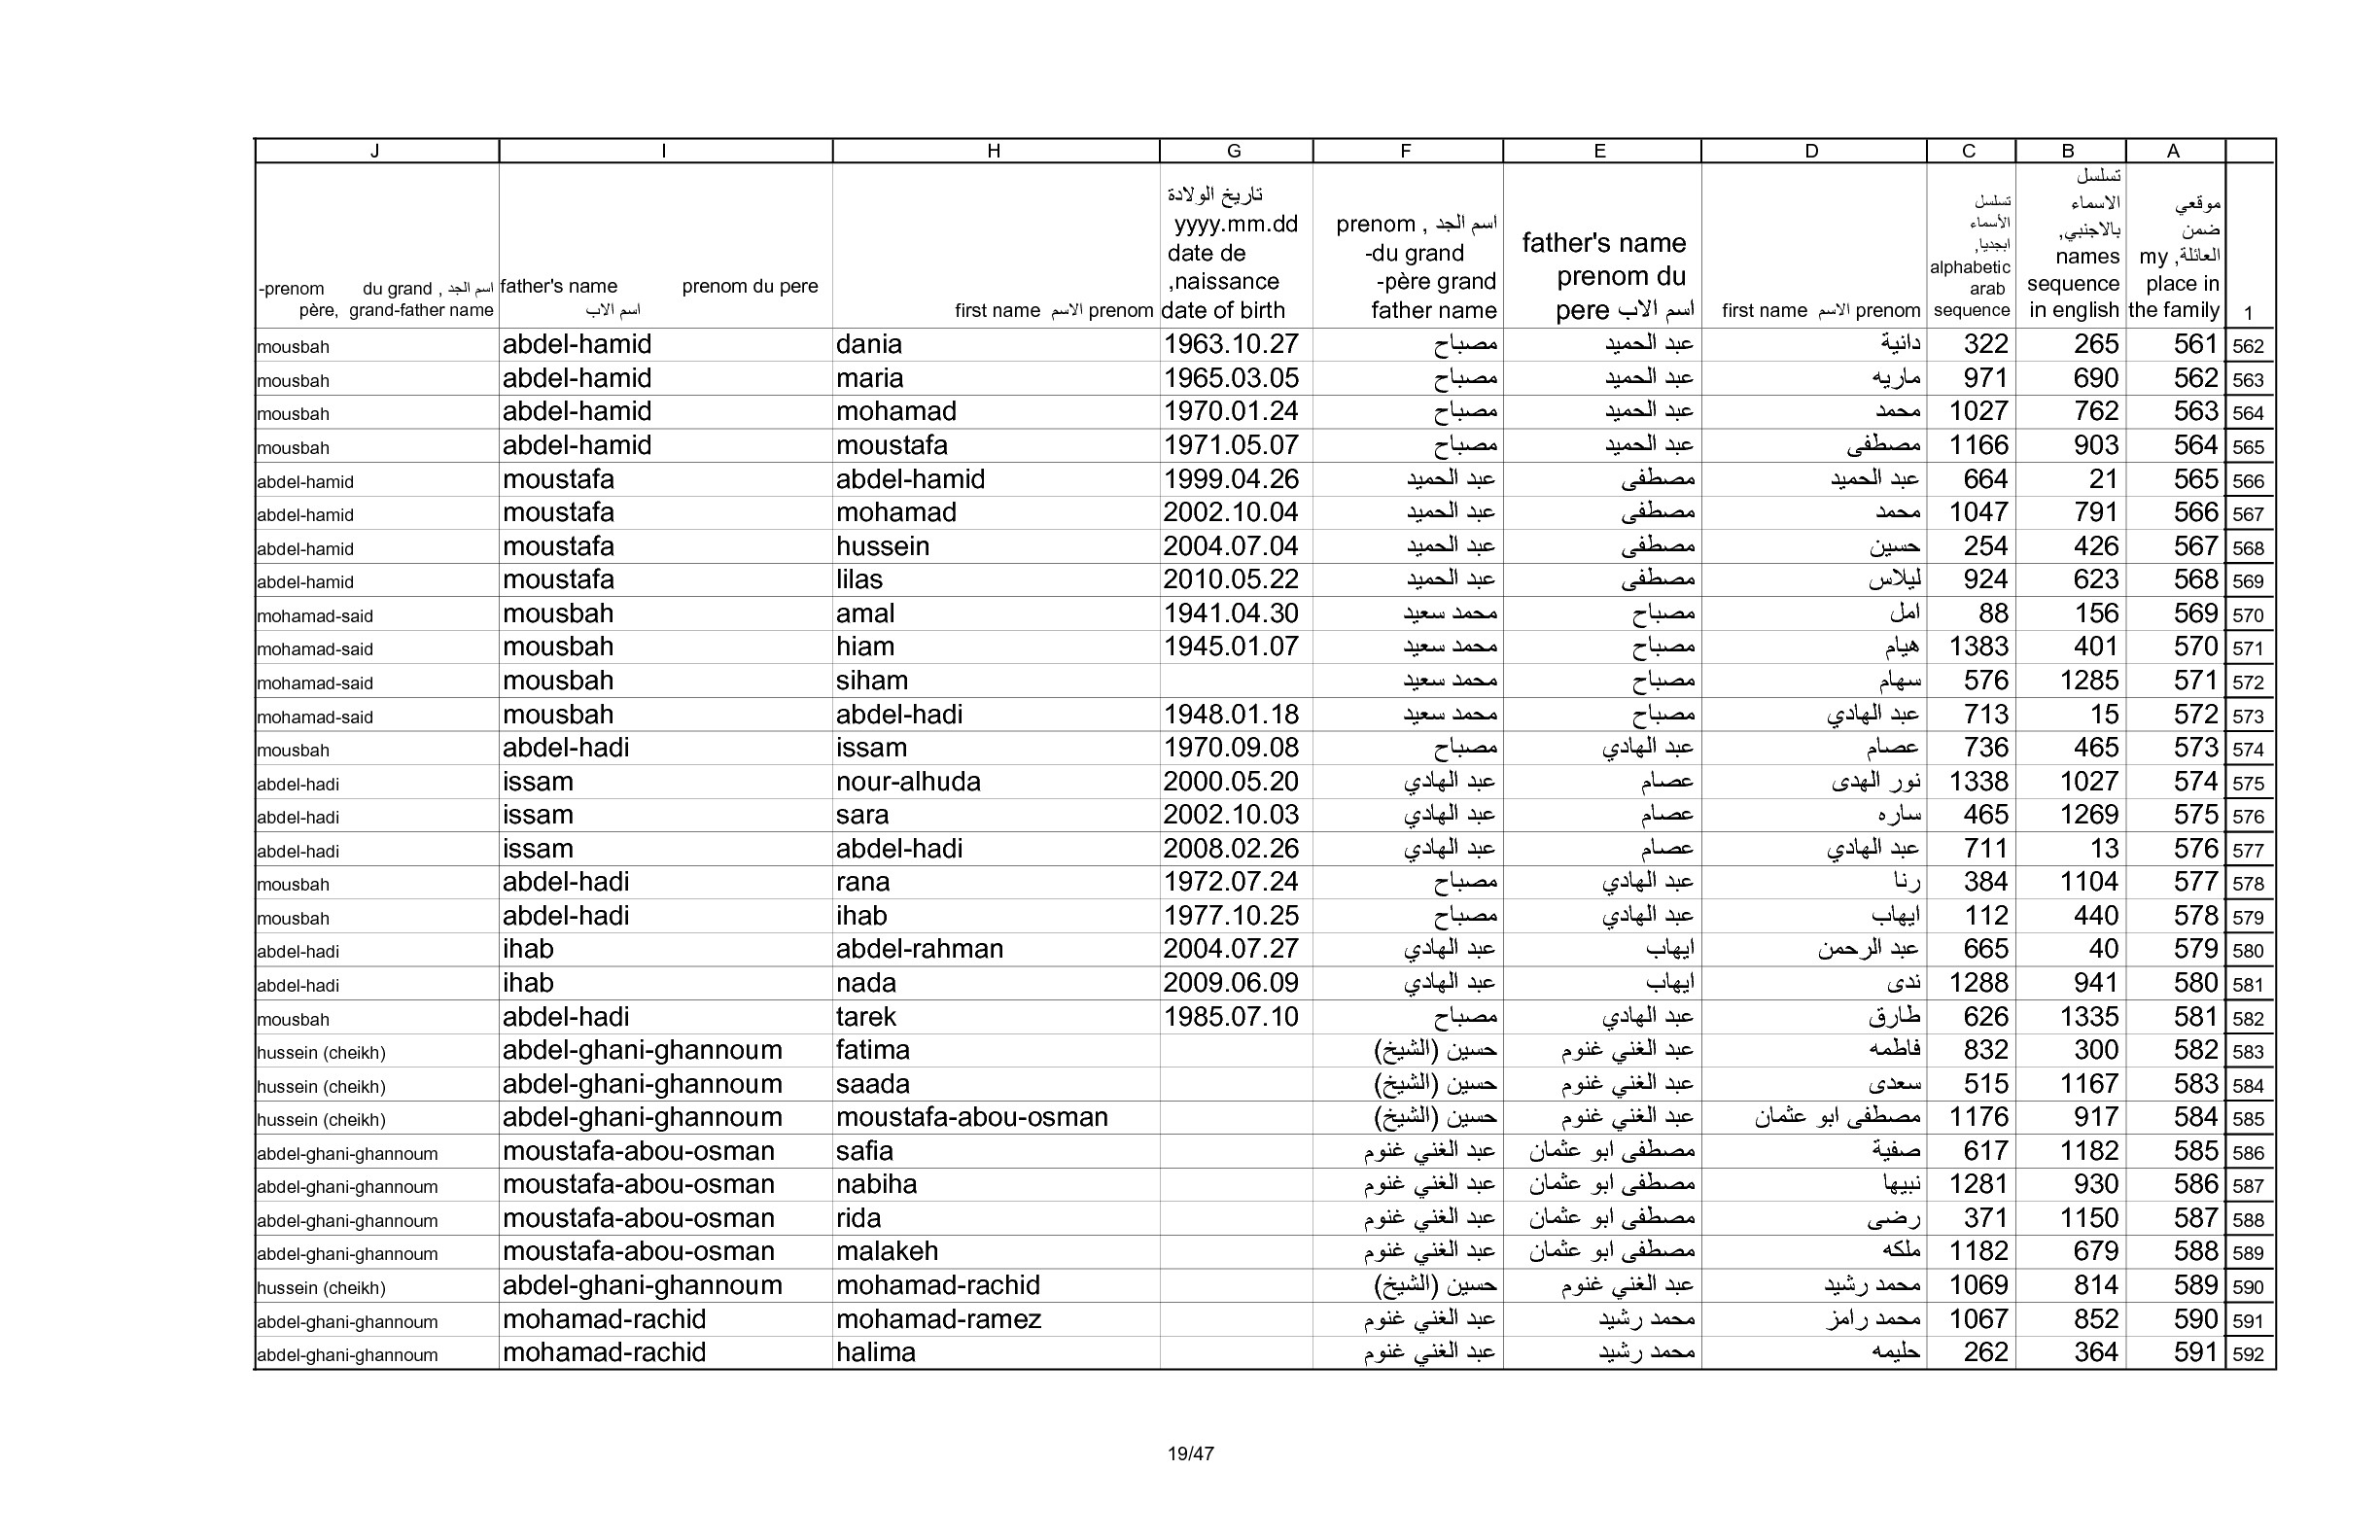 J I H G F E D C B A
-prenom du grand , اسم الجد père, grand-father name
father's name prenom du pere اسم الاب
first name الاسم prenom
تاريخ الولادة yyyy.mm.dd date de naissance, date of birth
prenom , اسم الجد -du grand -père grand father name
father's name prenom du pere اسم الاب
first name الاسم prenom
تسلسل الأسماء ابجديا, alphabetic arab sequence
تسلسل الاسماء بالاجنبي, names sequence in english
موقعي ضمن العائلة, my place in the family
1
mousbah abdel-hamid dania 1963.10.27 مصباح عبد الحميد دانية 322 265 561 562
mousbah abdel-hamid maria 1965.03.05 مصباح عبد الحميد ماريه 971 690 562 563
mousbah abdel-hamid mohamad 1970.01.24 مصباح عبد الحميد محمد 1027 762 563 564
mousbah abdel-hamid moustafa 1971.05.07 مصباح عبد الحميد مصطفى 1166 903 564 565
abdel-hamid moustafa abdel-hamid 1999.04.26 عبد الحميد مصطفى عبد الحميد 664 21 565 566
abdel-hamid moustafa mohamad 2002.10.04 عبد الحميد مصطفى محمد 1047 791 566 567
abdel-hamid moustafa hussein 2004.07.04 عبد الحميد مصطفى حسين 254 426 567 568
abdel-hamid moustafa lilas 2010.05.22 عبد الحميد مصطفى ليلاس 924 623 568 569
mohamad-said mousbah amal 1941.04.30 محمد سعيد مصباح امل 88 156 569 570
mohamad-said mousbah hiam 1945.01.07 محمد سعيد مصباح هيام 1383 401 570 571
mohamad-said mousbah siham محمد سعيد مصباح سهام 576 1285 571 572
mohamad-said mousbah abdel-hadi 1948.01.18 محمد سعيد مصباح عبد الهادي 713 15 572 573
mousbah abdel-hadi issam 1970.09.08 مصباح عبد الهادي عصام 736 465 573 574
abdel-hadi issam nour-alhuda 2000.05.20 عبد الهادي عصام نور الهدى 1338 1027 574 575
abdel-hadi issam sara 2002.10.03 عبد الهادي عصام ساره 465 1269 575 576
abdel-hadi issam abdel-hadi 2008.02.26 عبد الهادي عصام عبد الهادي 711 13 576 577
mousbah abdel-hadi rana 1972.07.24 مصباح عبد الهادي رنا 384 1104 577 578
mousbah abdel-hadi ihab 1977.10.25 مصباح عبد الهادي ايهاب 112 440 578 579
abdel-hadi ihab abdel-rahman 2004.07.27 عبد الهادي ايهاب عبد الرحمن 665 40 579 580
abdel-hadi ihab nada 2009.06.09 عبد الهادي ايهاب ندى 1288 941 580 581
mousbah abdel-hadi tarek 1985.07.10 مصباح عبد الهادي طارق 626 1335 581 582
hussein (cheikh) abdel-ghani-ghannoum fatima حسين (الشيخ) عبد الغني غنوم فاطمه 832 300 582 583
hussein (cheikh) abdel-ghani-ghannoum saada حسين (الشيخ) عبد الغني غنوم سعدى 515 1167 583 584
hussein (cheikh) abdel-ghani-ghannoum moustafa-abou-osman حسين (الشيخ) عبد الغني غنوم مصطفى ابو عثمان 1176 917 584 585
abdel-ghani-ghannoum moustafa-abou-osman safia عبد الغني غنوم مصطفى ابو عثمان صفية 617 1182 585 586
abdel-ghani-ghannoum moustafa-abou-osman nabiha عبد الغني غنوم مصطفى ابو عثمان نبيها 1281 930 586 587
abdel-ghani-ghannoum moustafa-abou-osman rida عبد الغني غنوم مصطفى ابو عثمان رضى 371 1150 587 588
abdel-ghani-ghannoum moustafa-abou-osman malakeh عبد الغني غنوم مصطفى ابو عثمان ملكه 1182 679 588 589
hussein (cheikh) abdel-ghani-ghannoum mohamad-rachid حسين (الشيخ) عبد الغني غنوم محمد رشيد 1069 814 589 590
abdel-ghani-ghannoum mohamad-rachid mohamad-ramez عبد الغني غنوم محمد رشيد محمد رامز 1067 852 590 591
abdel-ghani-ghannoum mohamad-rachid halima عبد الغني غنوم محمد رشيد حليمه 262 364 591 592
19/47